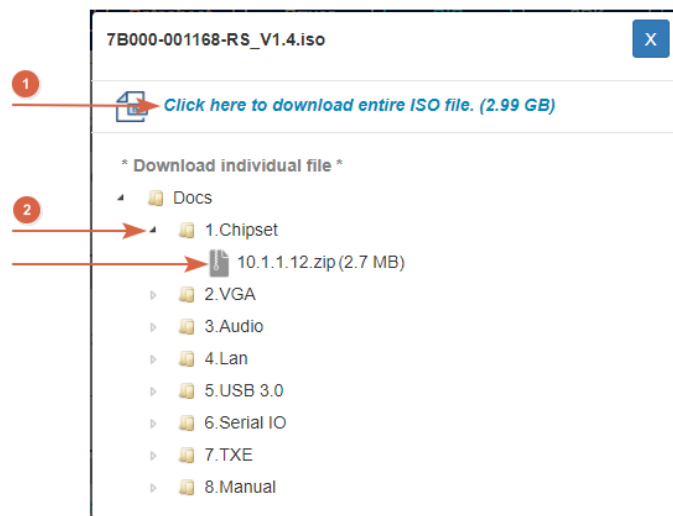 7B000-001168-RS_V1.4.iso
X
1
Click here to download entire ISO file. (2.99 GB)
* Download individual file *
Docs
2
1.Chipset
10.1.1.12.zip (2.7 MB)
2.VGA
3.Audio
4.Lan
5.USB 3.0
6.Serial IO
7.TXE
8.Manual